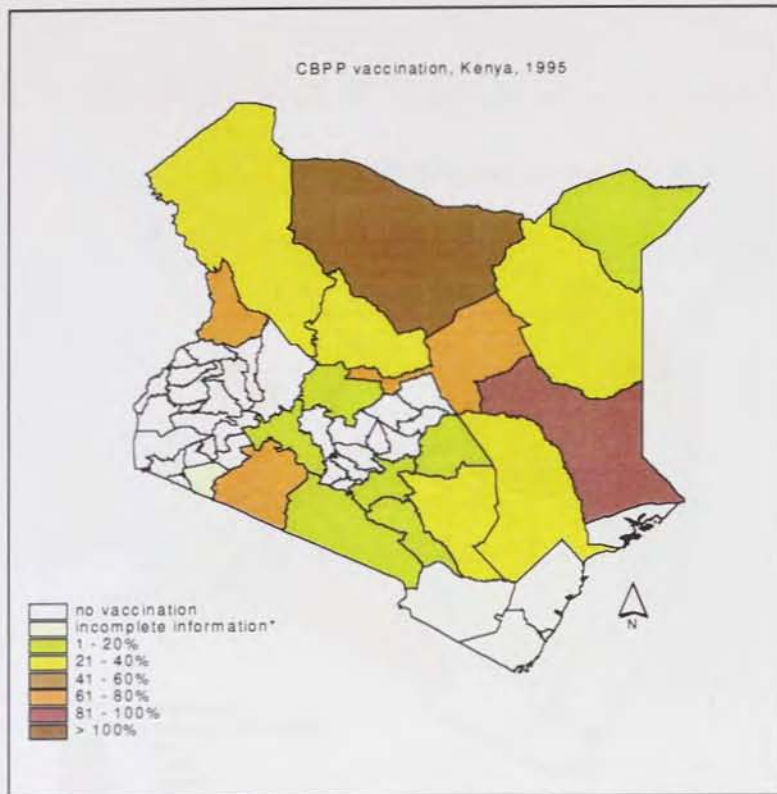 CBPP vaccination, Kenya, 1995
no vaccination
incomplete information*
1 - 20%
21 - 40%
41 - 60%
61 - 80%
81 - 100%
> 100%
N